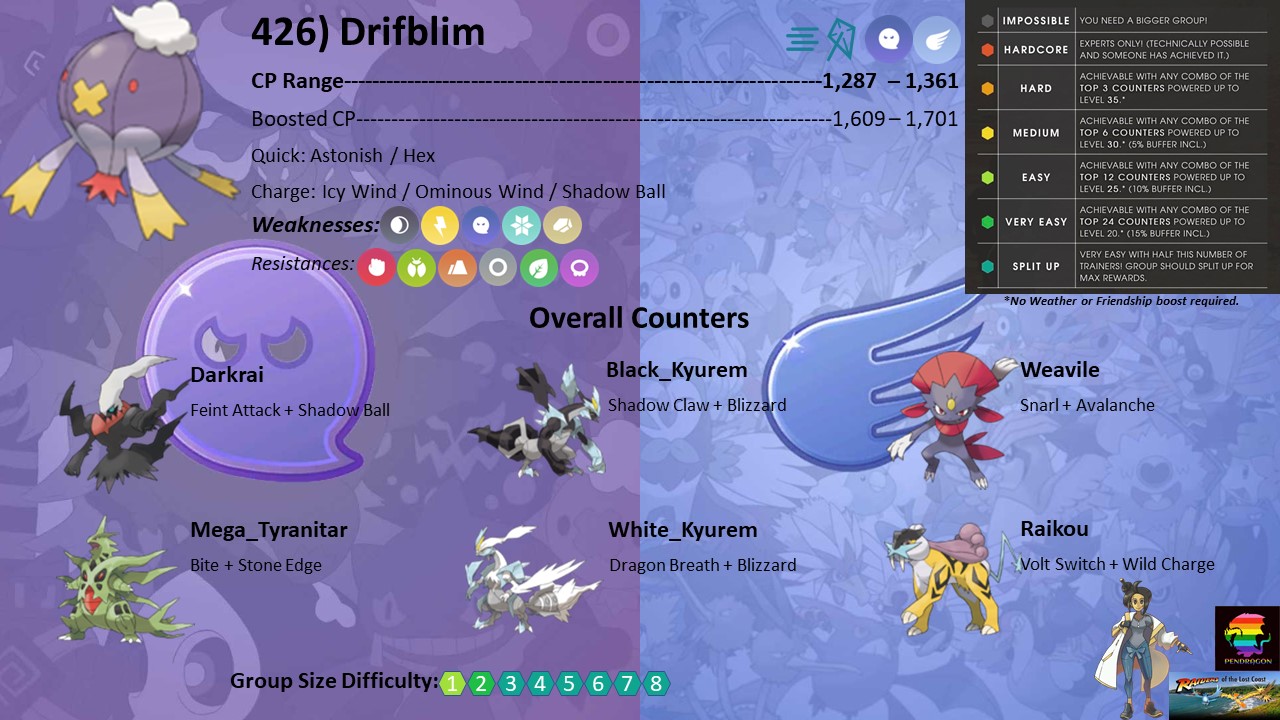 426) Drifblim
CP Range--------------------------------------------------------------------------------1,287 – 1,361
Boosted CP--------------------------------------------------------------------------------1,609 – 1,701
Quick: Astonish / Hex
Charge: Icy Wind / Ominous Wind / Shadow Ball
Weaknesses:
Resistances:
IMPOSSIBLE YOU NEED A BIGGER GROUP!
HARDCORE EXPERTS ONLY! (TECHNICALLY POSSIBLE
AND SOMEONE HAS ACHIEVED IT.)
HARD ACHIEVABLE WITH ANY COMBO OF THE
TOP 3 COUNTERS POWERED UP TO
LEVEL 35.*
MEDIUM ACHIEVABLE WITH ANY COMBO OF THE
TOP 6 COUNTERS POWERED UP TO
LEVEL 30.* (5% BUFFER INCL.)
EASY ACHIEVABLE WITH ANY COMBO OF THE
TOP 12 COUNTERS POWERED UP TO
LEVEL 25.* (10% BUFFER INCL.)
VERY EASY ACHIEVABLE WITH ANY COMBO OF THE
TOP 24 COUNTERS POWERED UP TO
LEVEL 20.* (15% BUFFER INCL.)
SPLIT UP VERY EASY WITH HALF THIS NUMBER OF
TRAINERS! GROUP SHOULD SPLIT UP FOR
MAX REWARDS.
*No Weather or Friendship boost required.
Overall Counters
Darkrai
Feint Attack + Shadow Ball
Black_Kyurem
Shadow Claw + Blizzard
Weavile
Snarl + Avalanche
Mega_Tyranitar
Bite + Stone Edge
White_Kyurem
Dragon Breath + Blizzard
Raikou
Volt Switch + Wild Charge
Group Size Difficulty: 1 2 3 4 5 6 7 8
PENDRAGON
RAIDERS of the Lost Coast